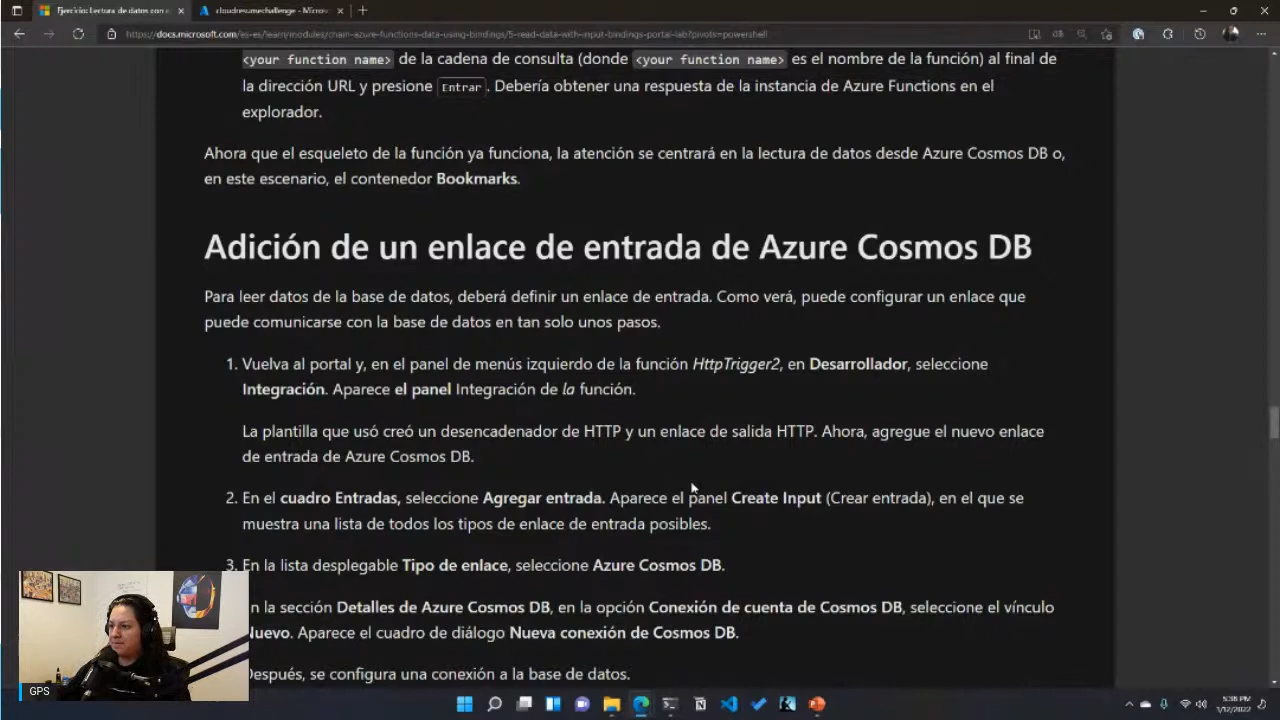 Ejercicio: Lectura de datos con e
cloudresumechallenge - Micros
https://docs.microsoft.com/es-es/learn/modules/chain-azure-functions-data-using-bindings/5-read-data-with-input-bindings-portal-lab?pivots=powershell
<your function name> de la cadena de consulta (donde <your function name> es el nombre de la función) al final de
la dirección URL y presione Entrar. Debería obtener una respuesta de la instancia de Azure Functions en el
explorador.
Ahora que el esqueleto de la función ya funciona, la atención se centrará en la lectura de datos desde Azure Cosmos DB o,
en este escenario, el contenedor Bookmarks.
Adición de un enlace de entrada de Azure Cosmos DB
Para leer datos de la base de datos, deberá definir un enlace de entrada. Como verá, puede configurar un enlace que
puede comunicarse con la base de datos en tan solo unos pasos.
1. Vuelva al portal y, en el panel de menús izquierdo de la función HttpTrigger2, en Desarrollador, seleccione
Integración. Aparece el panel Integración de la función.
La plantilla que usó creó un desencadenador de HTTP y un enlace de salida HTTP. Ahora, agregue el nuevo enlace
de entrada de Azure Cosmos DB.
2. En el cuadro Entradas, seleccione Agregar entrada. Aparece el panel Create Input (Crear entrada), en el que se
muestra una lista de todos los tipos de enlace de entrada posibles.
3. En la lista desplegable Tipo de enlace, seleccione Azure Cosmos DB.
n la sección Detalles de Azure Cosmos DB, en la opción Conexión de cuenta de Cosmos DB, seleccione el vínculo
Nuevo. Aparece el cuadro de diálogo Nueva conexión de Cosmos DB.
Después, se configura una conexión a la base de datos.
GPS
5:38 PM
1/12/2022